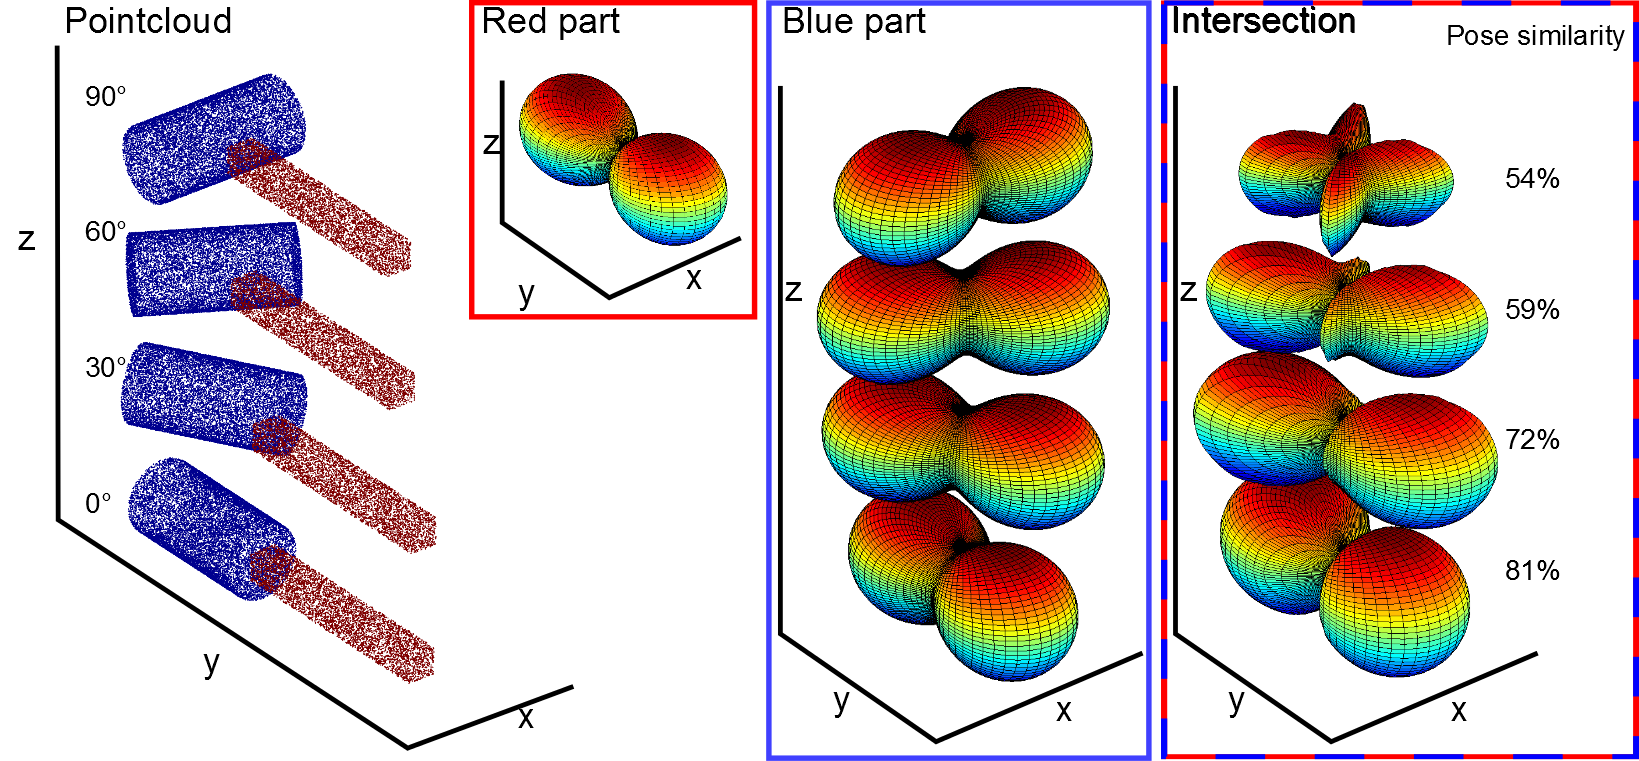 Pointcloud
90°
60°
30°
0°
z
y
x
Red part
z
y
x
Blue part
z
y
x
Intersection
Pose similarity
54%
59%
72%
81%
z
y
x